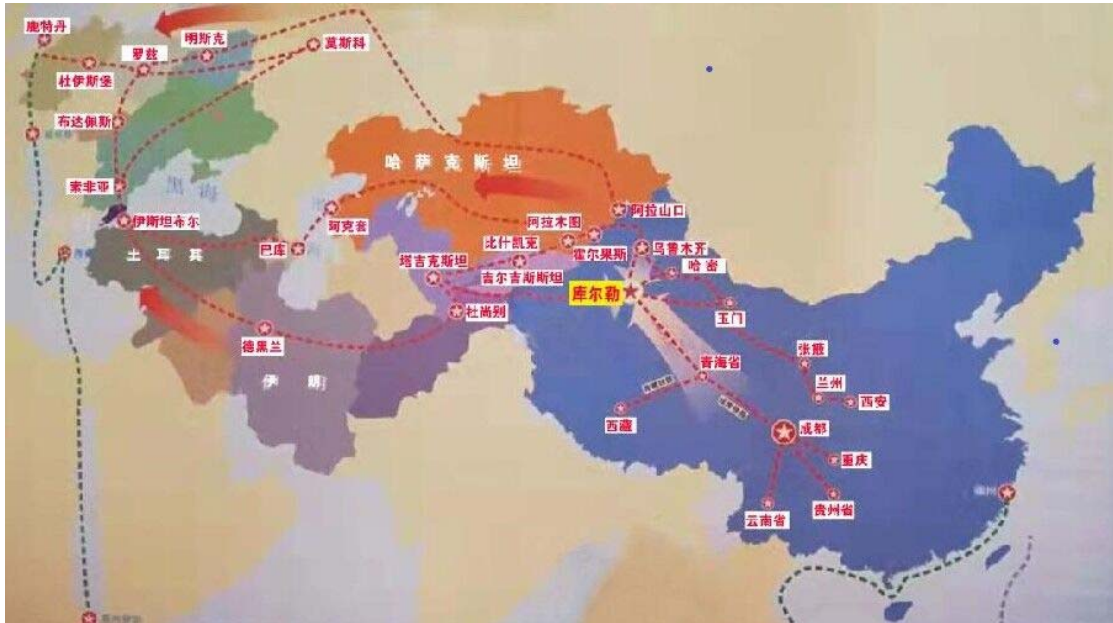 鹿特丹
杜伊斯堡
罗兹
明斯克
莫斯科
布达佩斯
索非亚
黑海
伊斯坦布尔
土耳其
巴库
阿克套
哈萨克斯坦
阿拉山口
阿拉木图
比什凯克
霍尔果斯
乌鲁木齐
塔吉克斯坦
吉尔吉斯斯坦
哈密
库尔勒
杜尚别
玉门
德黑兰
伊朗
青海省
张掖
兰州
西安
西藏
成都
重庆
云南省
贵州省
福州